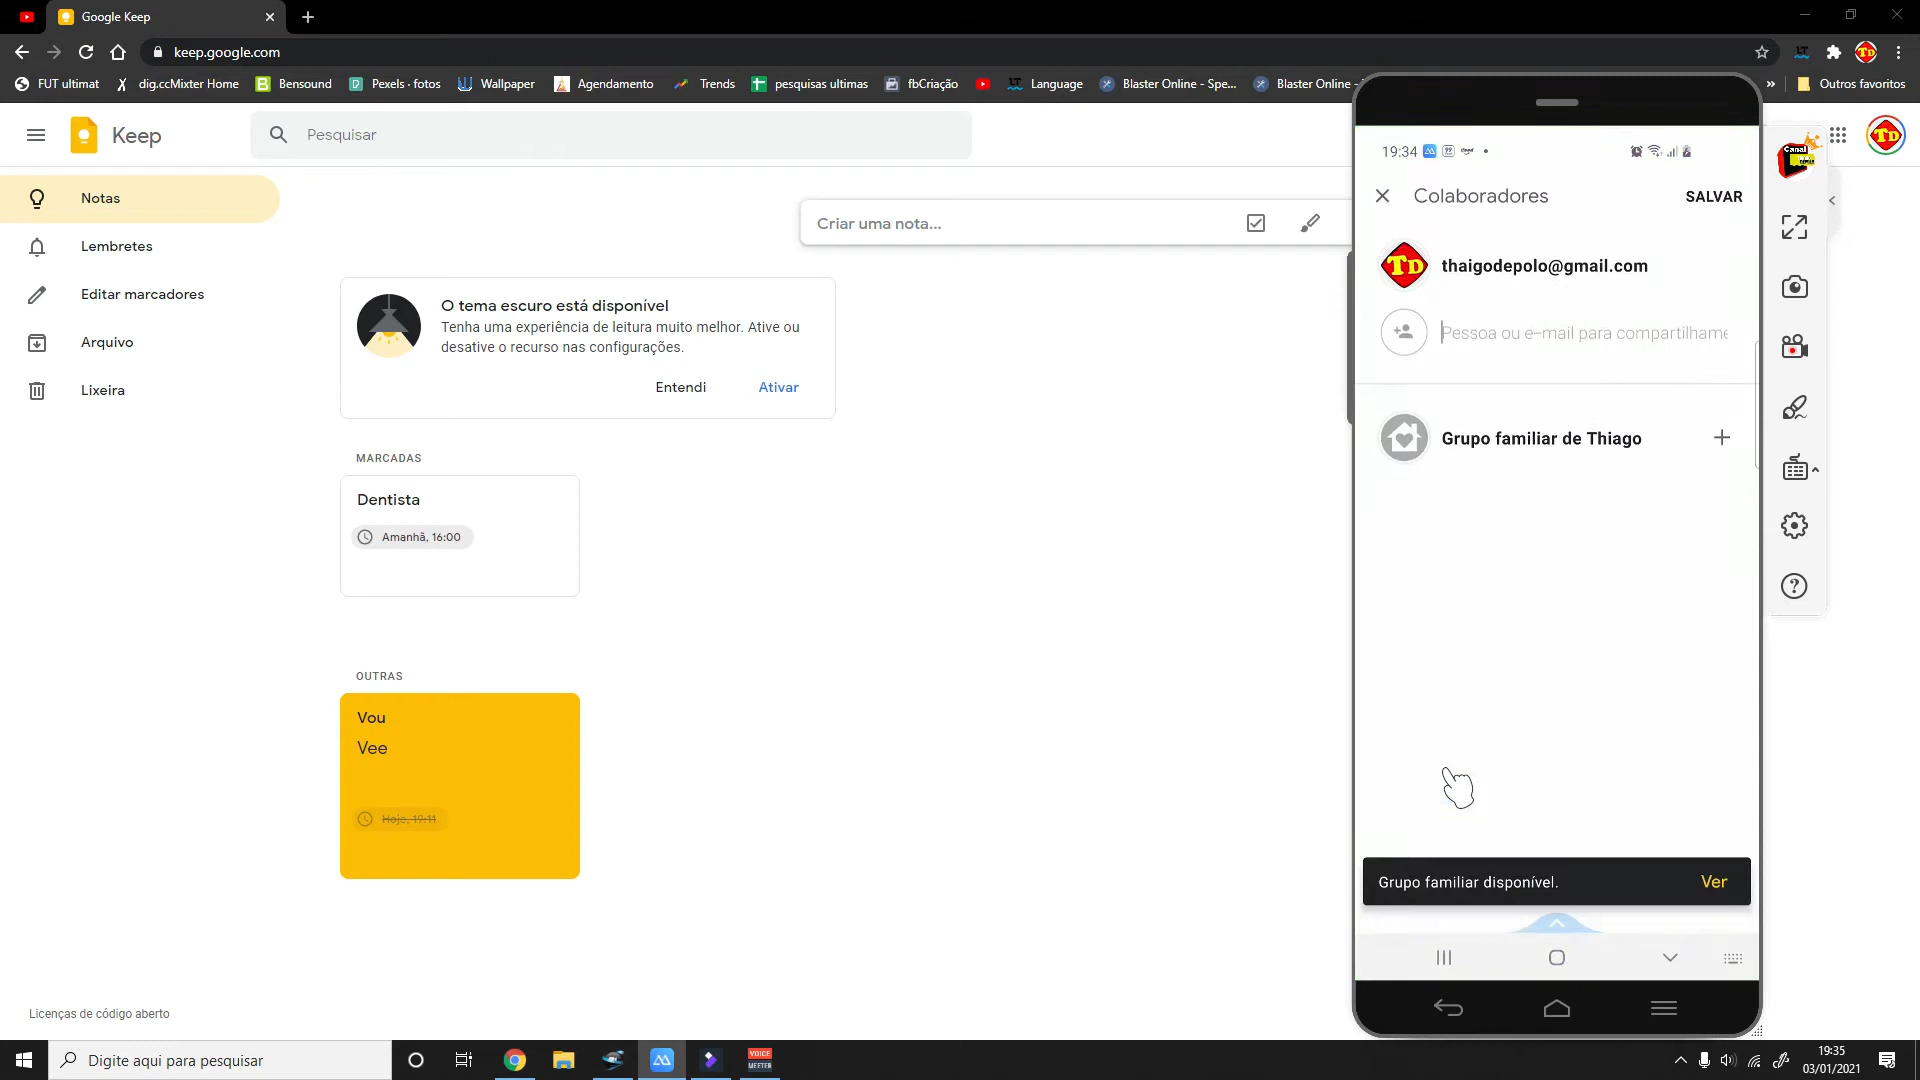 Google Keep
keep.google.com
FUT ultimat
dig.ccMixter Home
Bensound
Pexels · fotos
Wallpaper
Agendamento
Trends
pesquisas ultimas
fbCriação
Language
Blaster Online - Spe...
Blaster Online -
Outros favoritos
Keep
Pesquisar
Notas
Lembretes
Editar marcadores
Arquivo
Lixeira
Criar uma nota...
O tema escuro está disponível
Tenha uma experiência de leitura muito melhor. Ative ou
desative o recurso nas configurações.
Entendi
Ativar
MARCADAS
Dentista
Amanhã, 16:00
OUTRAS
Vou
Vee
Hoje, 19:11
Licenças de código aberto
19:34
Colaboradores
SALVAR
TD
thaigodepolo@gmail.com
Pessoa ou e-mail para compartilhame
Grupo familiar de Thiago
Grupo familiar disponível.
Ver
TD
Canal
Digite aqui para pesquisar
VOICE
MEETER
19:35
03/01/2021